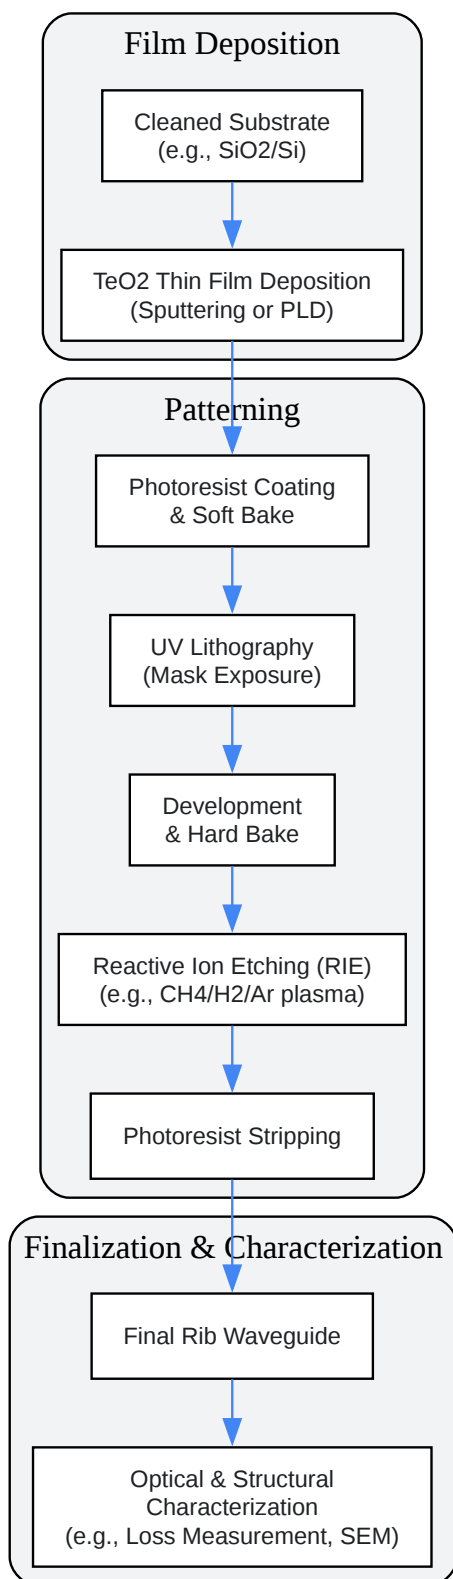 Film Deposition
Cleaned Substrate
(e.g., SiO2/Si)
TeO2 Thin Film Deposition
(Sputtering or PLD)
Patterning
Photoresist Coating
& Soft Bake
UV Lithography
(Mask Exposure)
Development
& Hard Bake
Reactive Ion Etching (RIE)
(e.g., CH4/H2/Ar plasma)
Photoresist Stripping
Finalization & Characterization
Final Rib Waveguide
Optical & Structural
Characterization
(e.g., Loss Measurement, SEM)